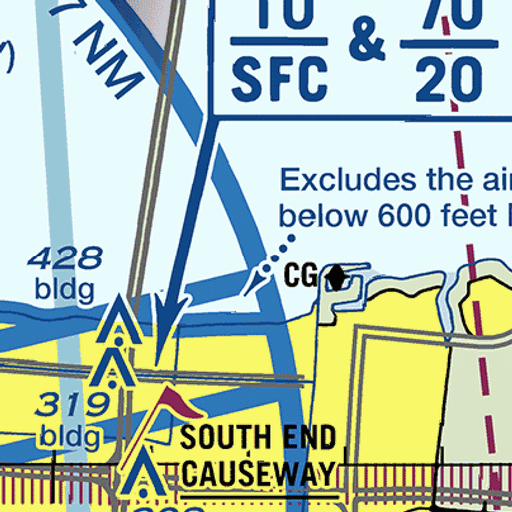 7 NM
10
SFC
&
70
20
Excludes the
below 600 feet
428
bldg
CG
319
bldg
SOUTH END
CAUSEWAY